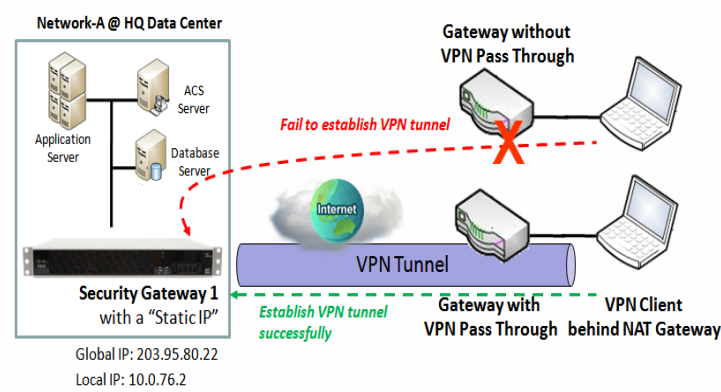 Network-A @ HQ Data Center
Gateway without
VPN Pass Through
ACS
Server
Application
Server
Database
Server
Fail to establish VPN tunnel
X
Internet
VPN Tunnel
Security Gateway 1
with a “Static IP”
Establish VPN tunnel
successfully
Gateway with
VPN Pass Through
VPN Client
behind NAT Gateway
Global IP: 203.95.80.22
Local IP: 10.0.76.2